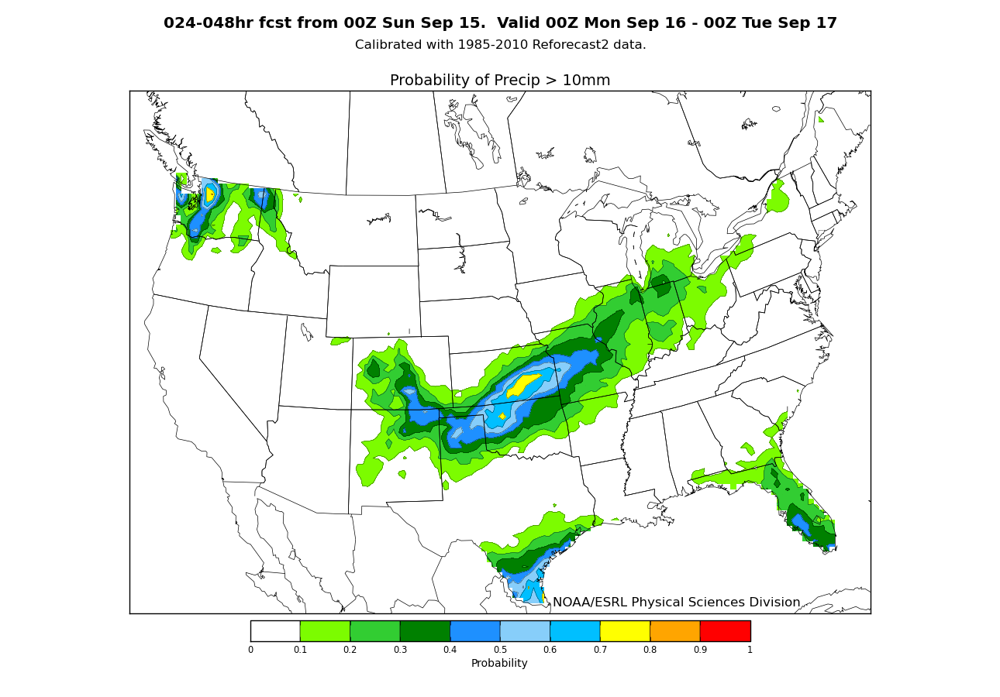 024-048hr fcst from 00Z Sun Sep 15.  Valid 00Z Mon Sep 16 - 00Z Tue Sep 17
Calibrated with 1985-2010 Reforecast2 data.
Probability of Precip > 10mm
NOAA/ESRL Physical Sciences Division
0 0.1 0.2 0.3 0.4 0.5 0.6 0.7 0.8 0.9 1
Probability